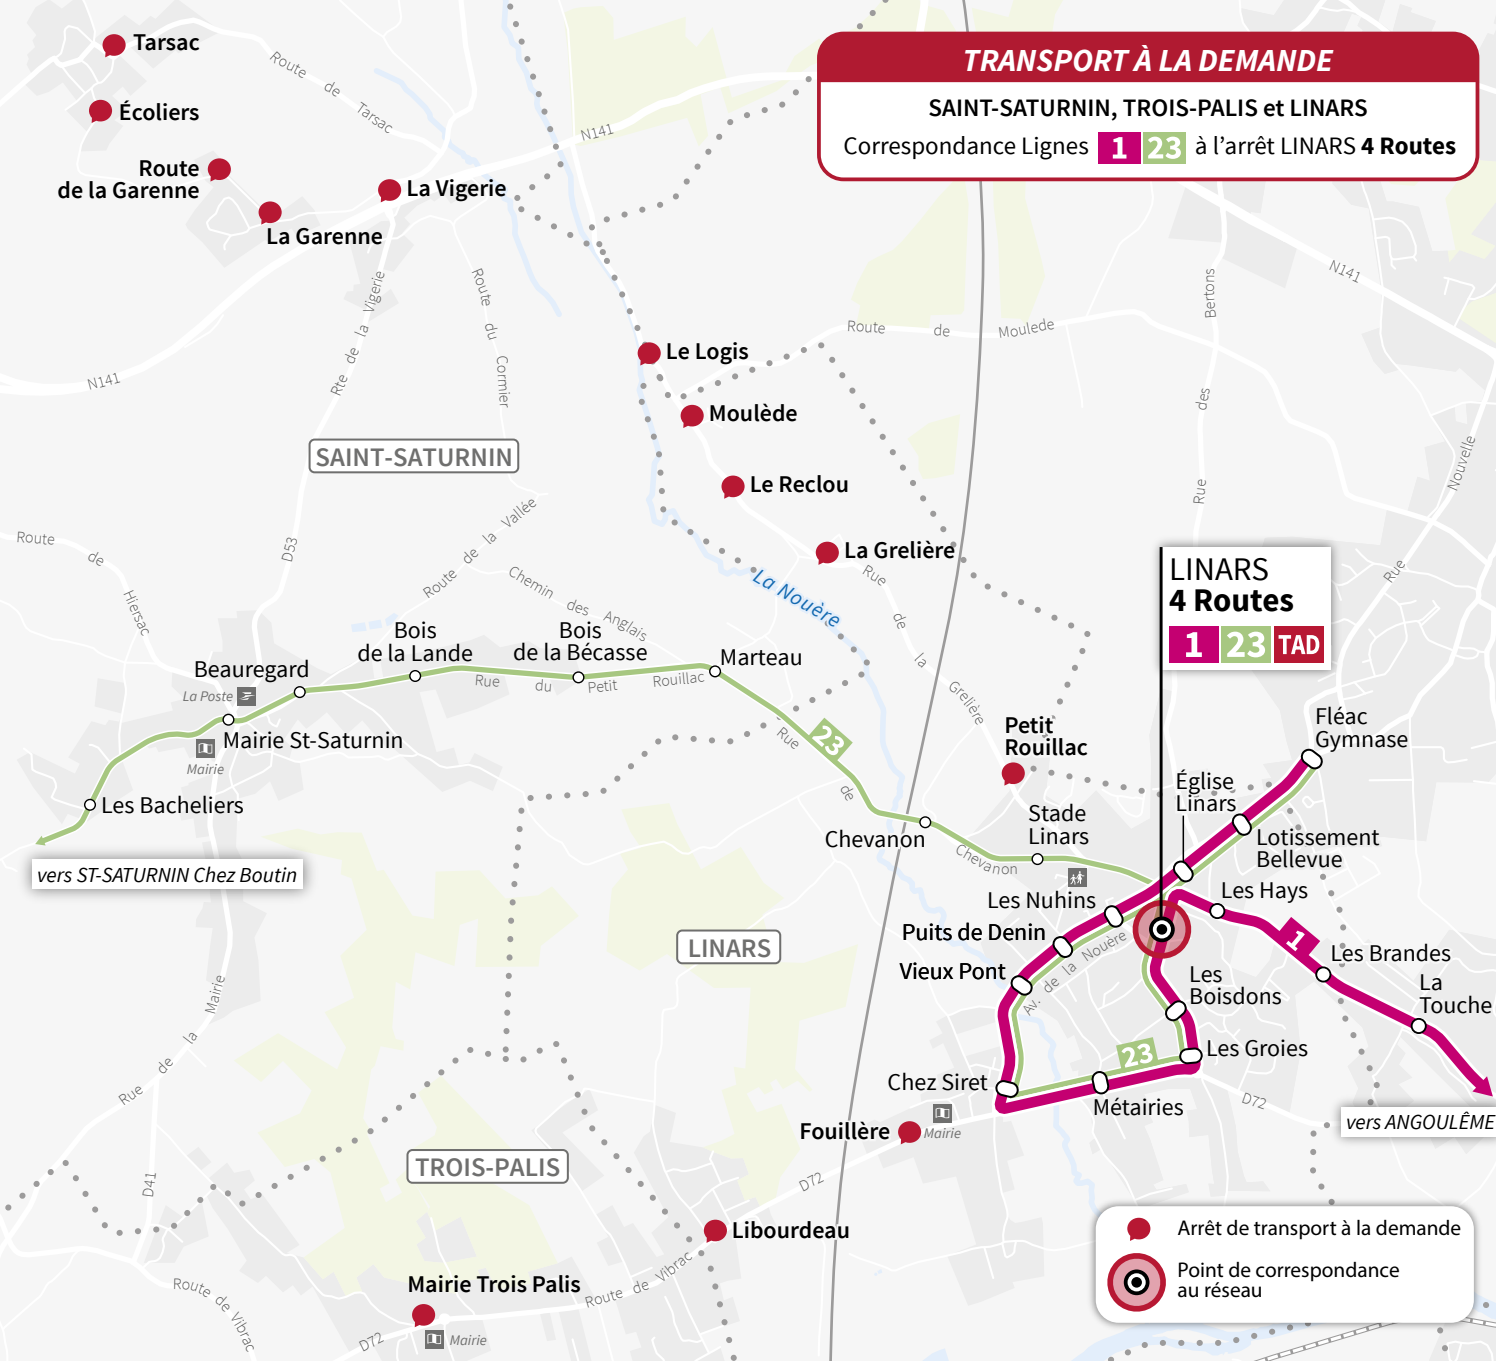 TRANSPORT À LA DEMANDE
SAINT-SATURNIN, TROIS-PALIS et LINARS
Correspondance Lignes 1 23 à l’arrêt LINARS 4 Routes
Tarsac
Écoliers
Route
de la Garenne
La Garenne
La Vigerie
Route de Tarsac
N141
N141
N141
Rte de la Vigerie
Route du Cormier
Le Logis
Moulède
Le Reclou
La Grelière
Route de Moulede
Rue des Bertons
Rue Nouvelle
SAINT-SATURNIN
Route de la Vallée
D53
Route de Hiersac
Chemin des Anglais
La Nouère
Rue de la Grelière
LINARS
4 Routes
1 23 TAD
Beauregard
La Poste
Bois
de la Lande
Bois
de la Bécasse
Marteau
Rue du Petit Rouillac
Mairie St-Saturnin
Mairie
Les Bacheliers
vers ST-SATURNIN Chez Boutin
23
Rue de Chevanon
Petit
Rouillac
Chevanon
Stade
Linars
Fléac
Gymnase
Église
Linars
Lotissement
Bellevue
Les Nuhins
Les Hays
Puits de Denin
Vieux Pont
Av. de la Nouère
1
Les Brandes
La
Touche
Les
Boisdons
Les Groies
23
Chez Siret
Métairies
D72
vers ANGOULÊME
LINARS
Fouillère
Mairie
Rue de la Mairie
D41
TROIS-PALIS
D72
Libourdeau
Mairie Trois Palis
Mairie
Route de Vibrac
Route de Vibrac
D72
Arrêt de transport à la demande
Point de correspondance
au réseau